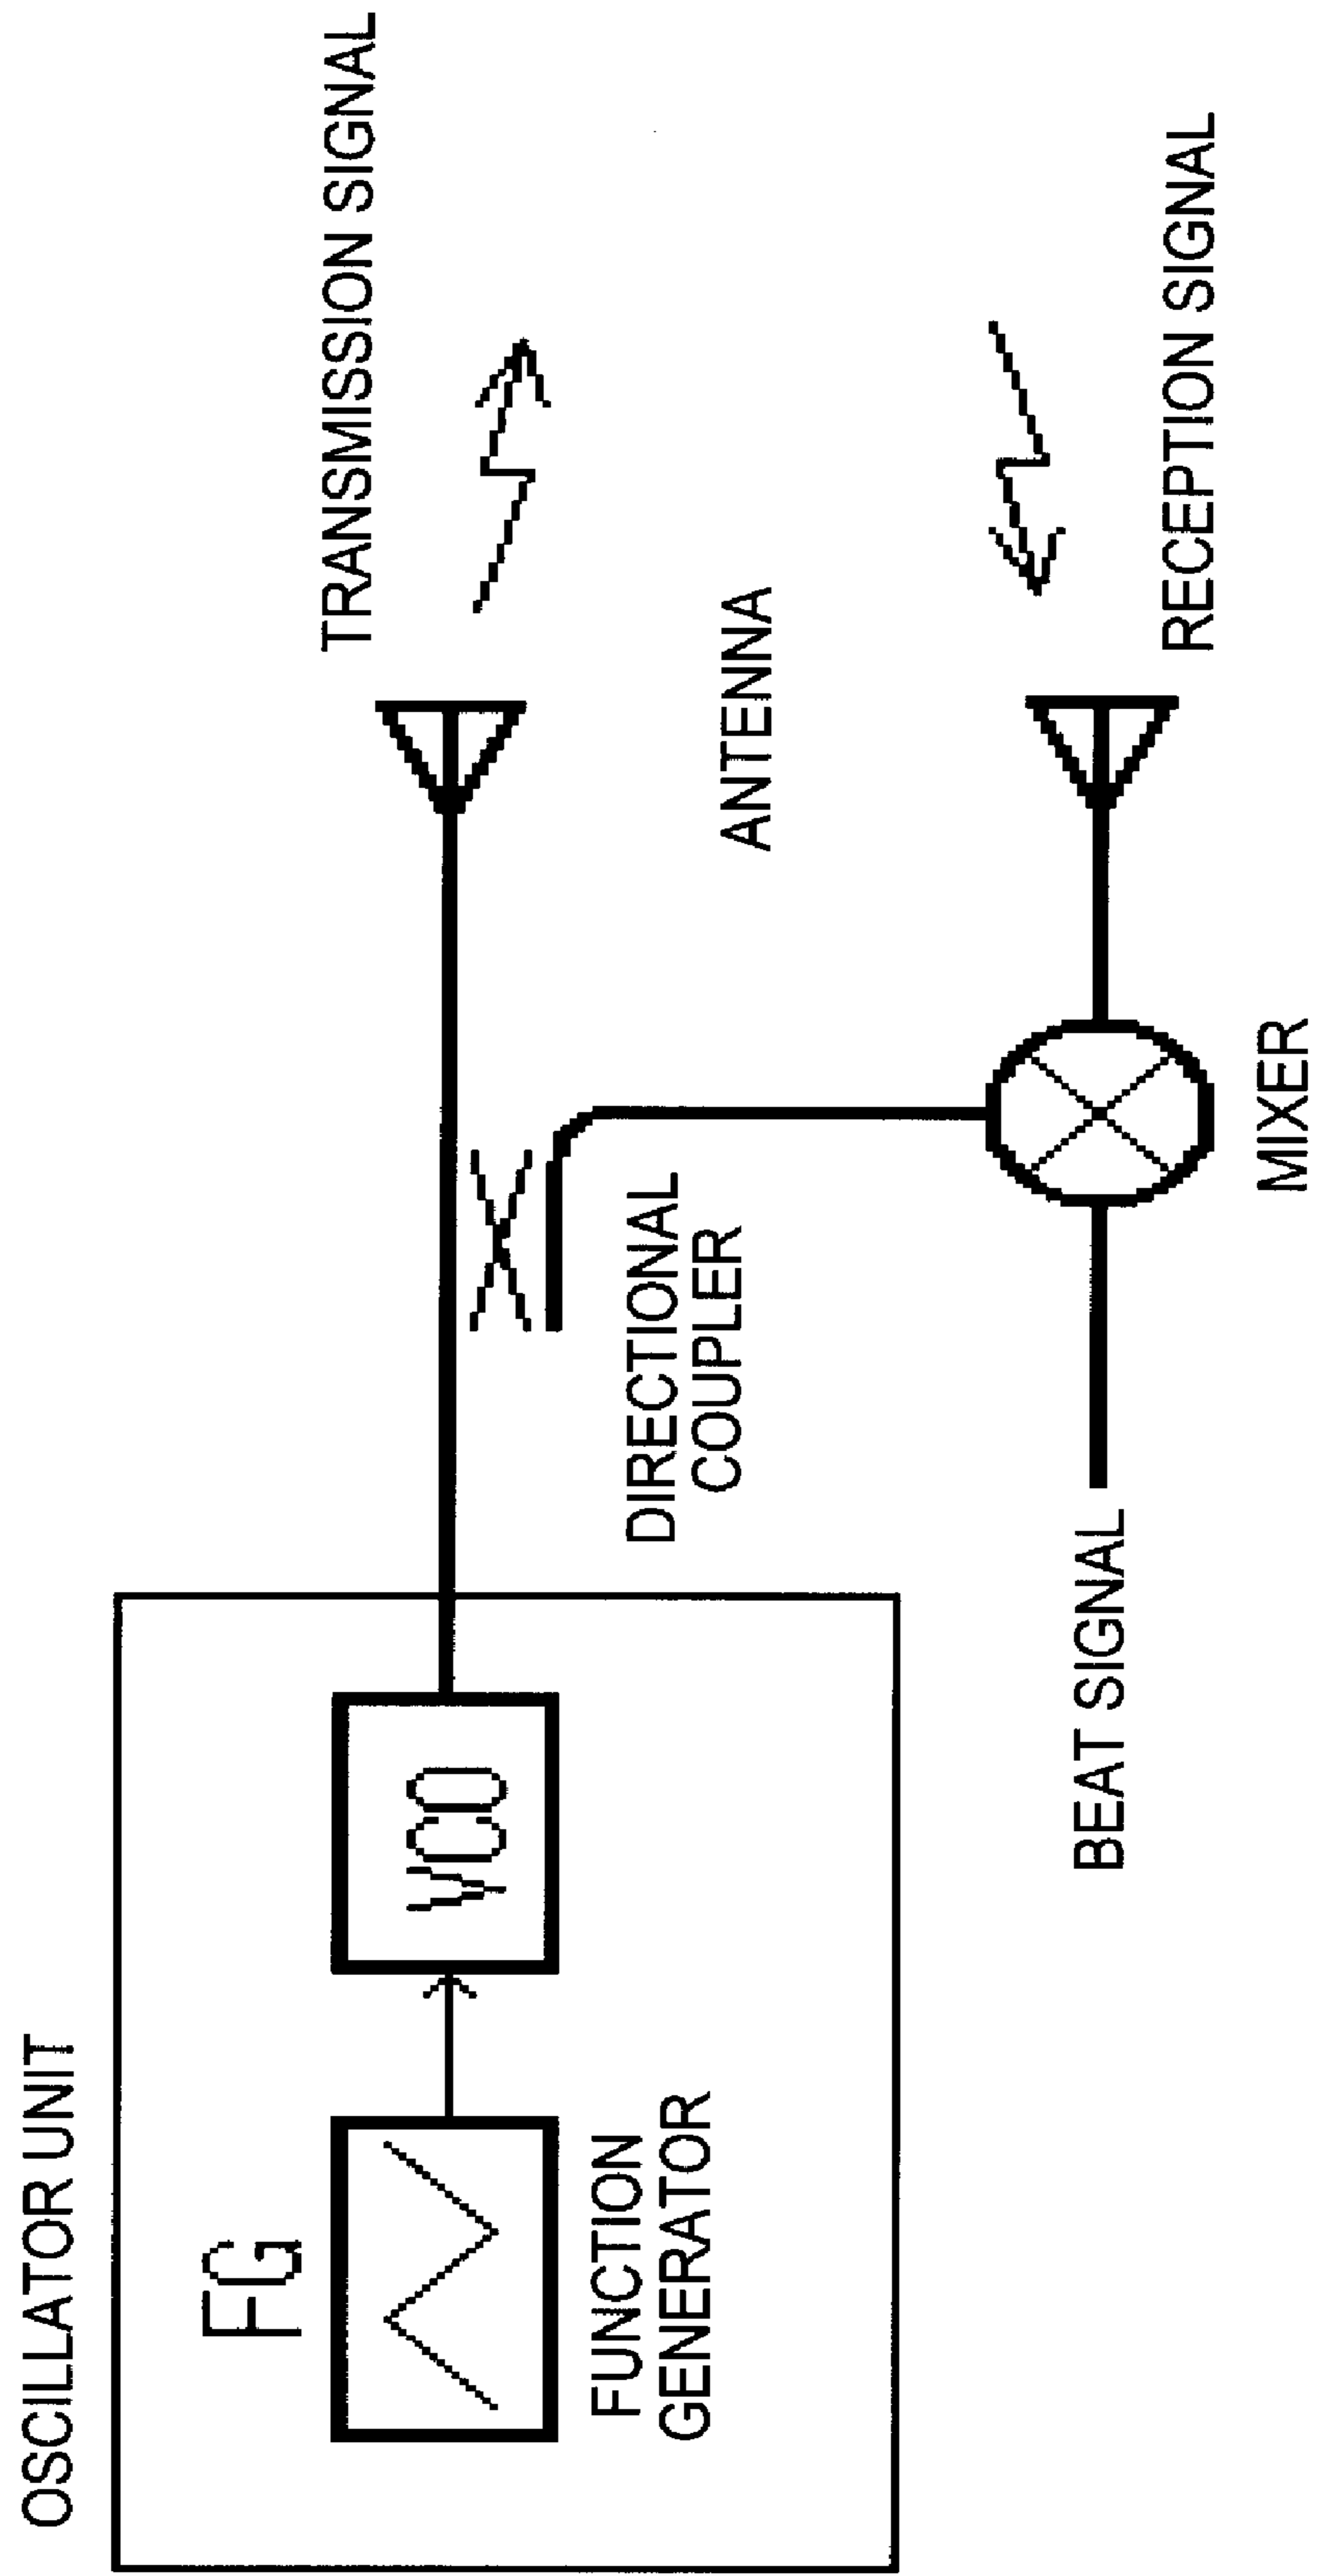 OSCILLATOR UNIT
FG
FUNCTION
GENERATOR
VCO
DIRECTIONAL
COUPLER
TRANSMISSION SIGNAL
ANTENNA
BEAT SIGNAL
MIXER
RECEPTION SIGNAL